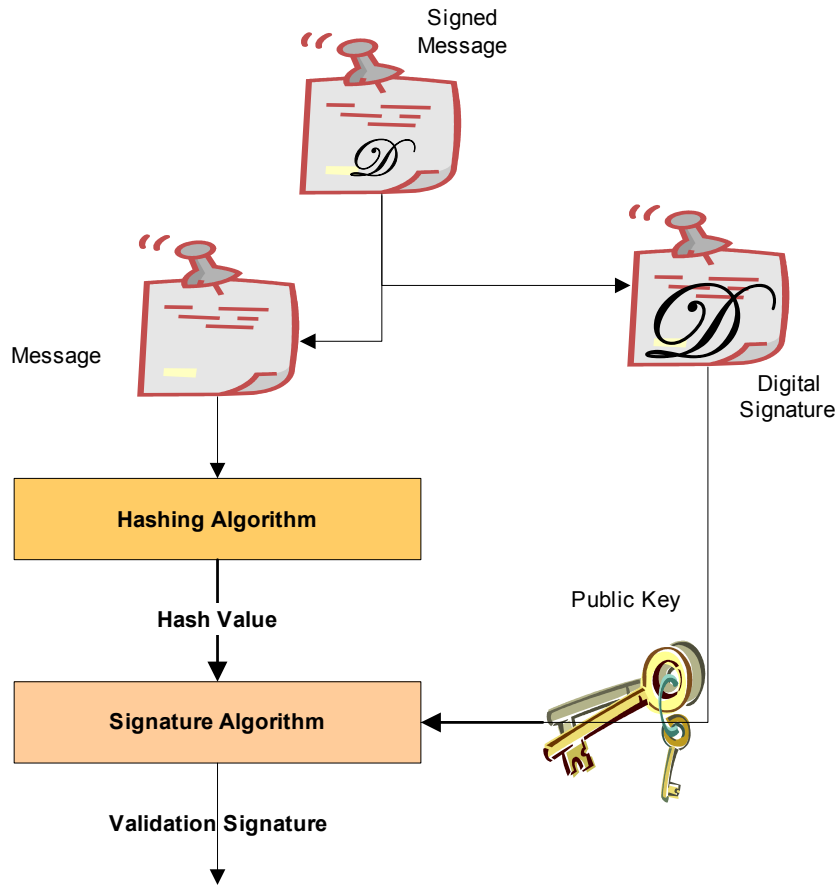 Signed
Message
Message
Digital
Signature
Hashing Algorithm
Public Key
Hash Value
Signature Algorithm
Validation Signature